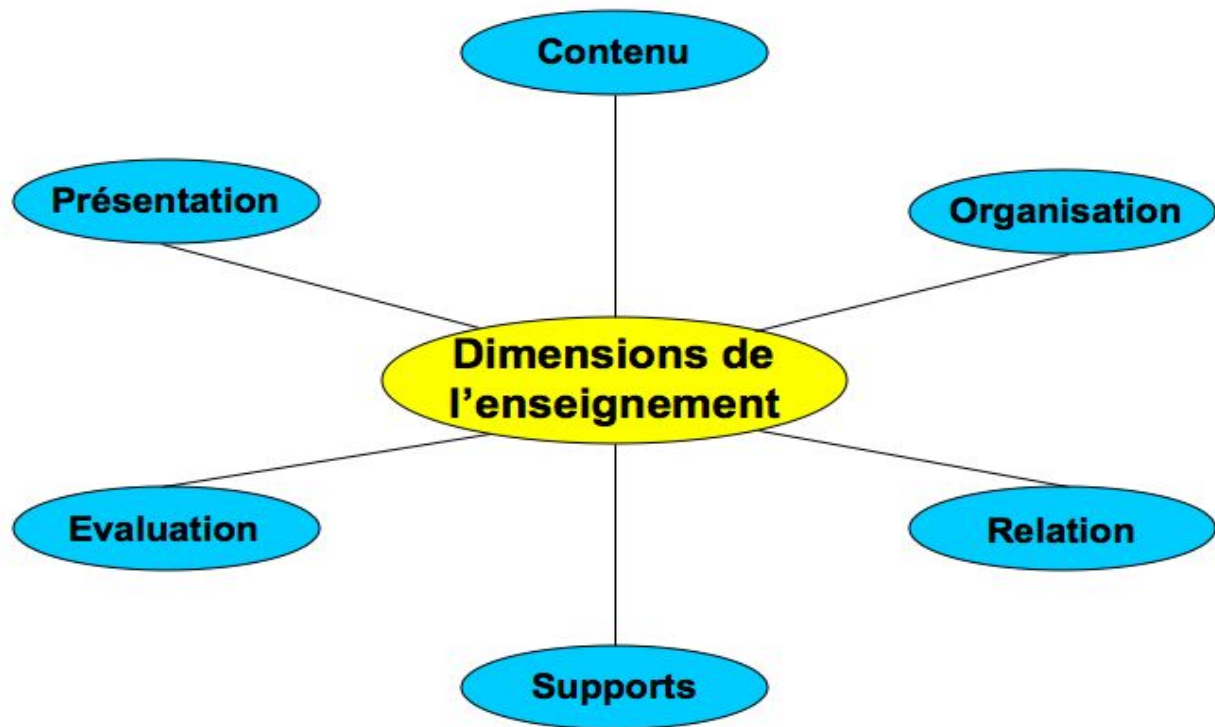 Contenu
Présentation
Organisation
Dimensions de
l’enseignement
Evaluation
Relation
Supports